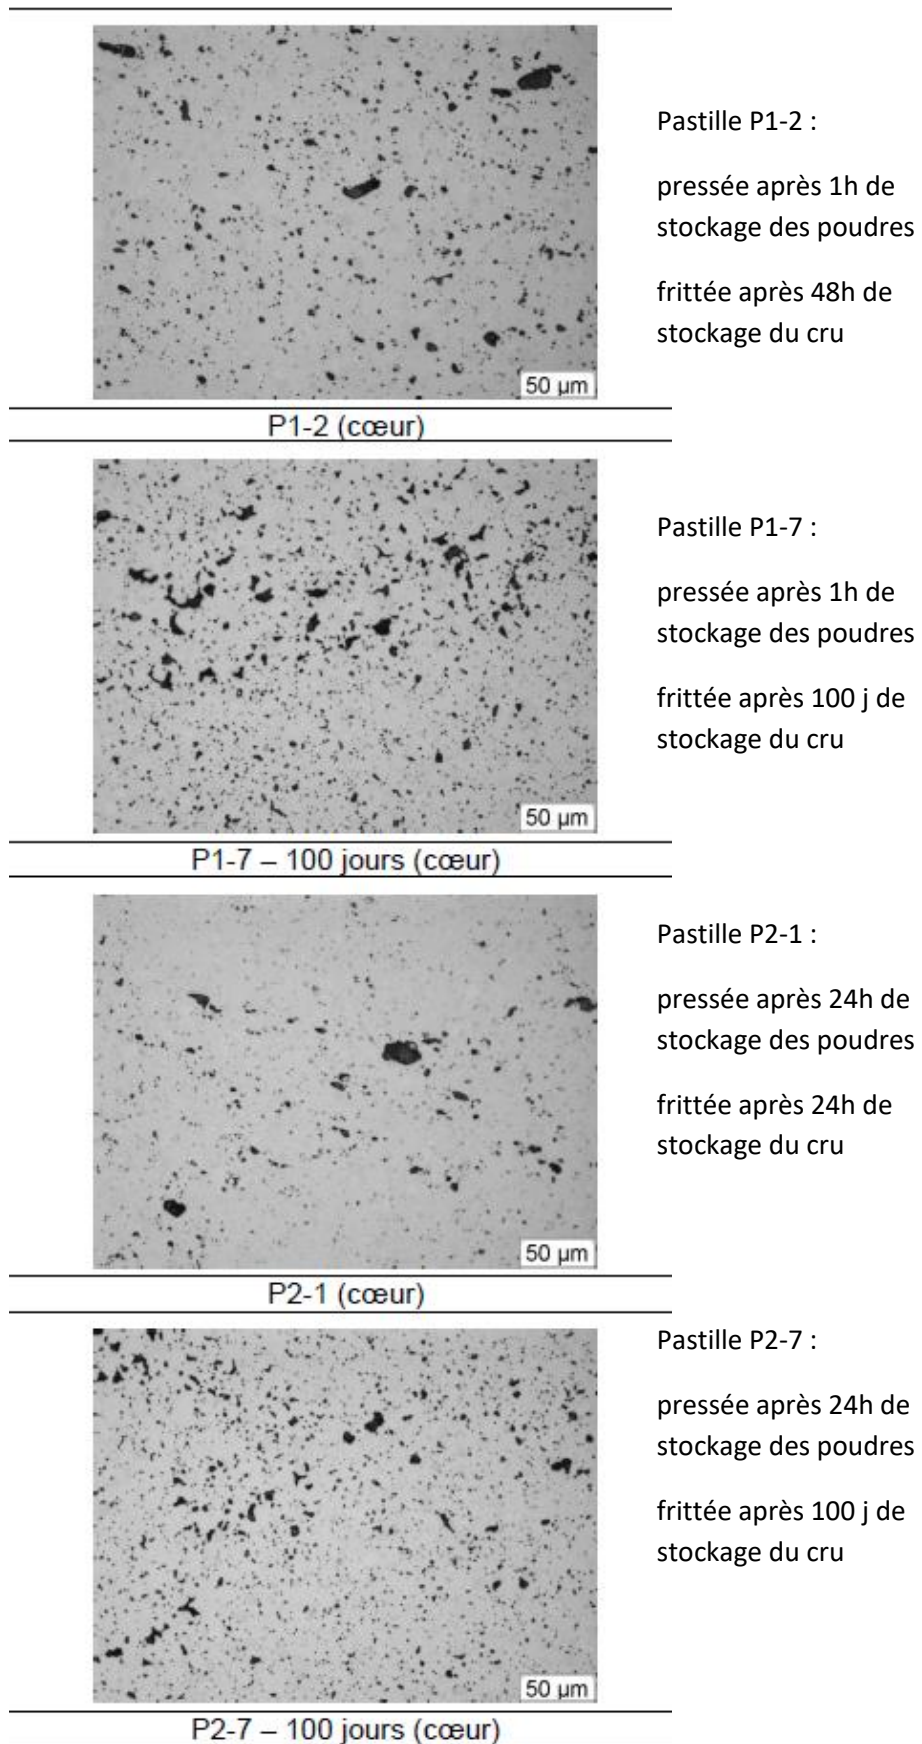 Pastille P1-2 :
pressée après 1h de
stockage des poudres
frittée après 48h de
stockage du cru
50 µm
P1-2 (cœur)
Pastille P1-7 :
pressée après 1h de
stockage des poudres
frittée après 100 j de
stockage du cru
50 µm
P1-7 – 100 jours (cœur)
Pastille P2-1 :
pressée après 24h de
stockage des poudres
frittée après 24h de
stockage du cru
50 µm
P2-1 (cœur)
Pastille P2-7 :
pressée après 24h de
stockage des poudres
frittée après 100 j de
stockage du cru
50 µm
P2-7 – 100 jours (cœur)